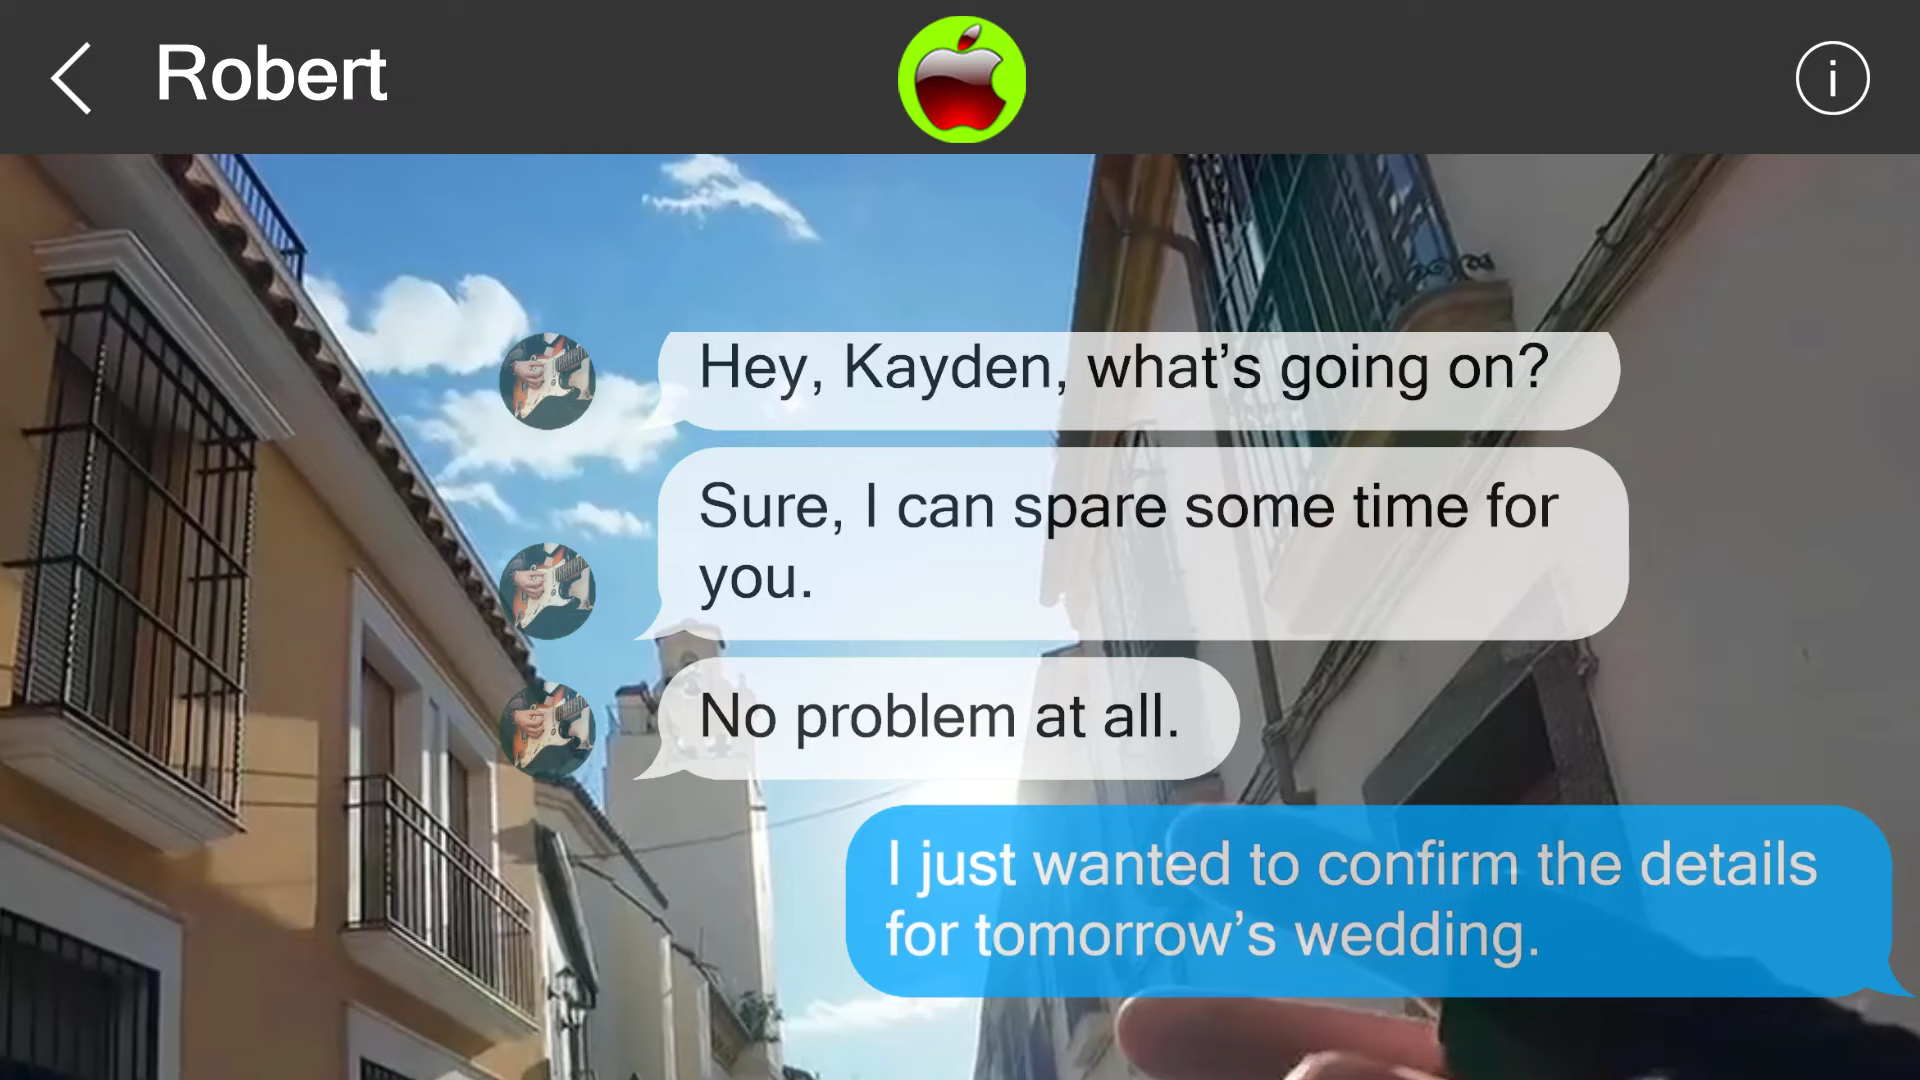 Robert
Hey, Kayden, what’s going on?
Sure, I can spare some time for
you.
No problem at all.
I just wanted to confirm the details
for tomorrow’s wedding.